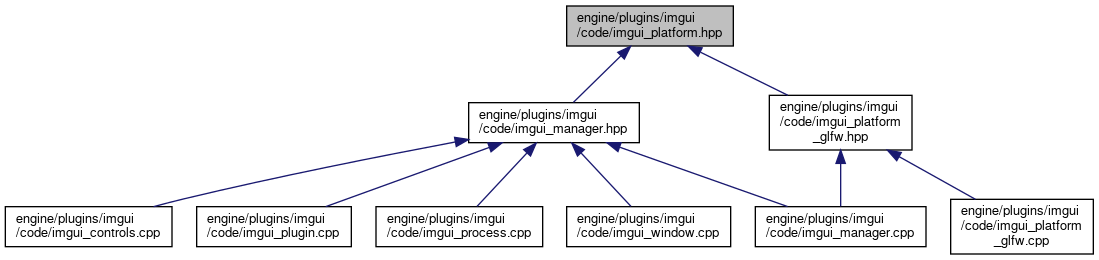 engine/plugins/imgui
/code/imgui_platform.hpp
engine/plugins/imgui
/code/imgui_manager.hpp
engine/plugins/imgui
/code/imgui_platform
_glfw.hpp
engine/plugins/imgui
/code/imgui_controls.cpp
engine/plugins/imgui
/code/imgui_plugin.cpp
engine/plugins/imgui
/code/imgui_process.cpp
engine/plugins/imgui
/code/imgui_window.cpp
engine/plugins/imgui
/code/imgui_manager.cpp
engine/plugins/imgui
/code/imgui_platform
_glfw.cpp